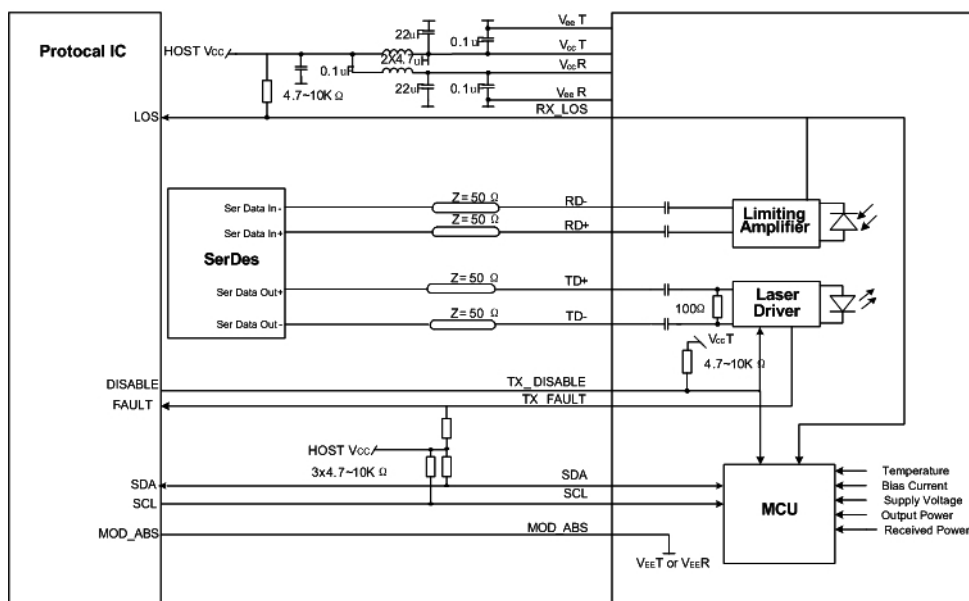 Protocal IC
HOST Vcc
22uF
0.1uF
VeeT
VccT
2X4.7uH
VccR
0.1uF
22uF
0.1uF
VeeR
4.7~10K Ω
LOS
RX_LOS
Z=50 Ω
Ser Data In-
RD-
Z=50 Ω
Ser Data In+
RD+
Limiting
Amplifier
SerDes
Z=50 Ω
Ser Data Out+
TD+
Z=50 Ω
Ser Data Out-
TD-
100Ω
Laser
Driver
VccT
4.7~10K Ω
DISABLE
TX_DISABLE
FAULT
TX_FAULT
HOST Vcc
3x4.7~10K Ω
SDA
SDA
SCL
SCL
MCU
Temperature
Bias Current
Supply Voltage
Output Power
Received Power
MOD_ABS
MOD_ABS
VEET or VEER